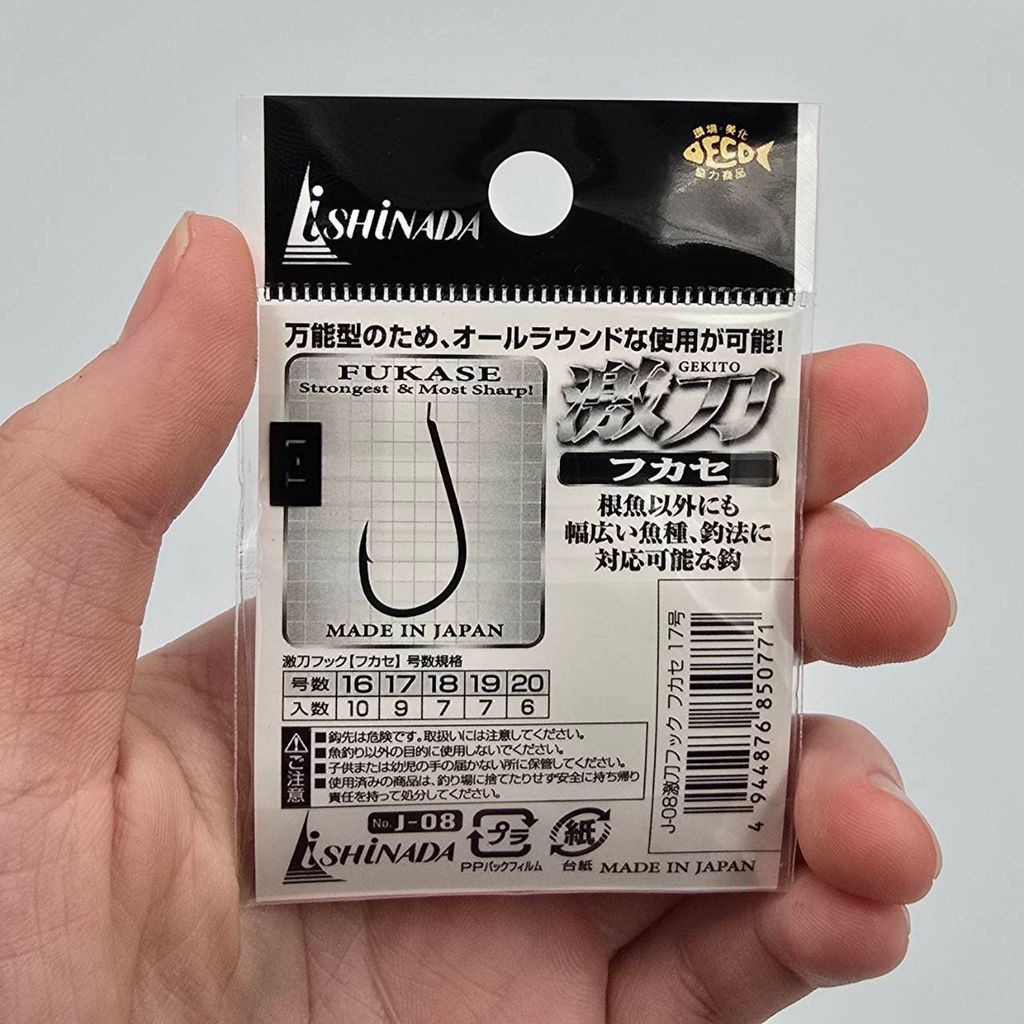 環境・美化
ECO
協力商品
iSHiNADA
万能型のため、オールラウンドな使用が可能!
FUKASE
Strongest & Most Sharp!
T-1
MADE IN JAPAN
GEKITO
激刀
フカセ
根魚以外にも
幅広い魚種、釣法に
対応可能な鈎
激刀フック【フカセ】号数規格
号数 16 17 18 19 20
入数 10 9 7 7 6
ご注意
■鈎先は危険です。取扱いには注意してください。
■魚釣り以外の目的に使用しないでください。
■子供または幼児の手の届かない所に保管してください。
■使用済みの商品は、釣り場に捨てたりせず安全に持ち帰り
責任を持って処分してください。
J-08激刀フック フカセ 17号
4 944876 850771
No.J-08
iSHiNADA
プラ
PPパックフィルム
紙
台紙
MADE IN JAPAN